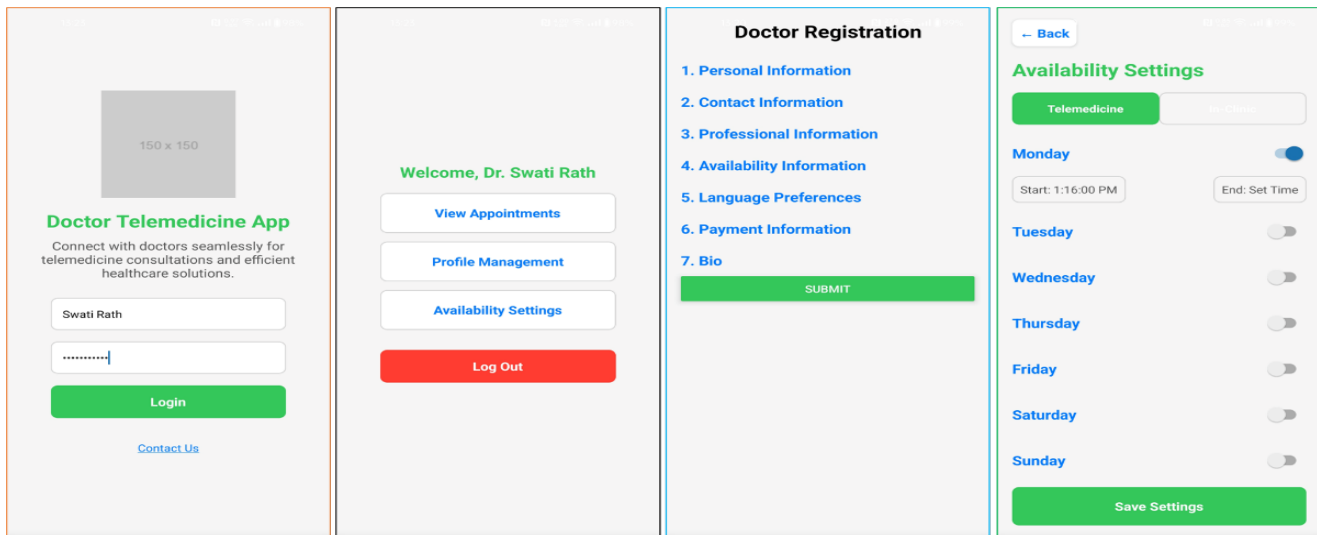 150 x 150
Doctor Telemedicine App
Connect with doctors seamlessly for
telemedicine consultations and efficient
healthcare solutions.
Swati Rath
•••••••••••
Login
Contact Us
Welcome, Dr. Swati Rath
View Appointments
Profile Management
Availability Settings
Log Out
Doctor Registration
1. Personal Information
2. Contact Information
3. Professional Information
4. Availability Information
5. Language Preferences
6. Payment Information
7. Bio
SUBMIT
← Back
Availability Settings
Telemedicine In-Clinic
Monday
Start: 1:16:00 PM End: Set Time
Tuesday
Wednesday
Thursday
Friday
Saturday
Sunday
Save Settings